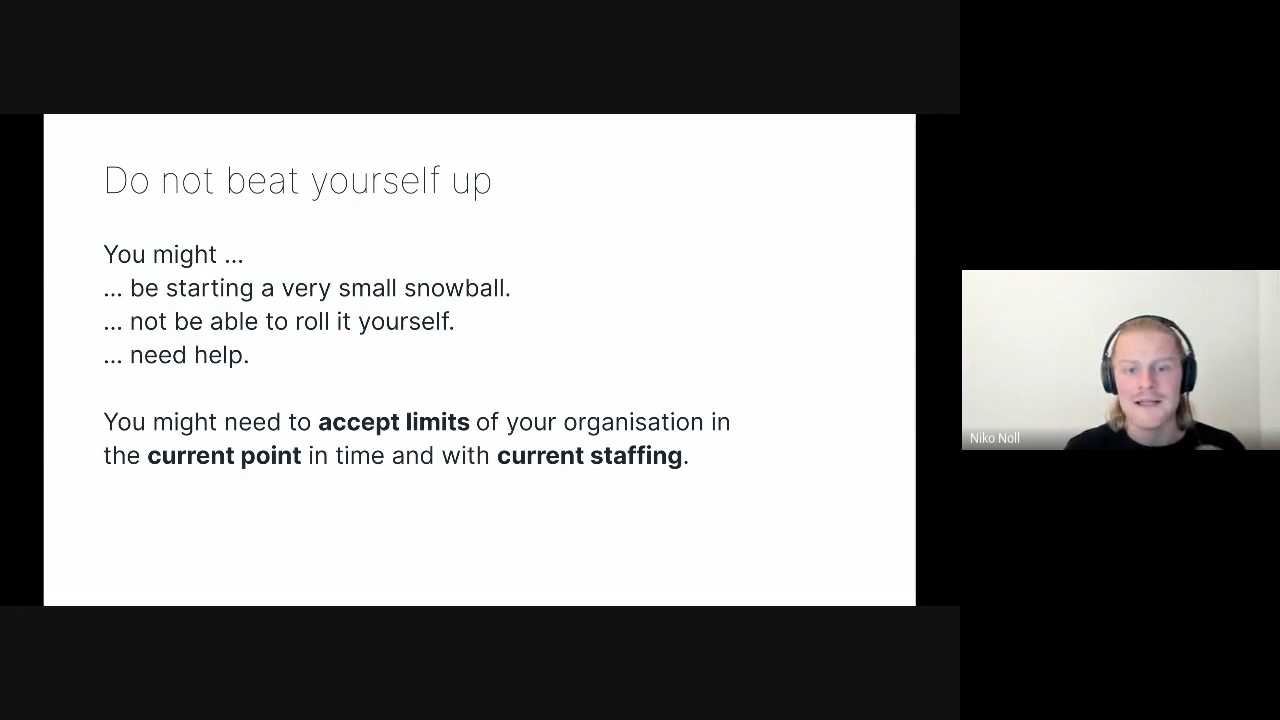 Do not beat yourself up
You might ...
... be starting a very small snowball.
... not be able to roll it yourself.
... need help.
You might need to accept limits of your organisation in
the current point in time and with current staffing.
Niko Noll